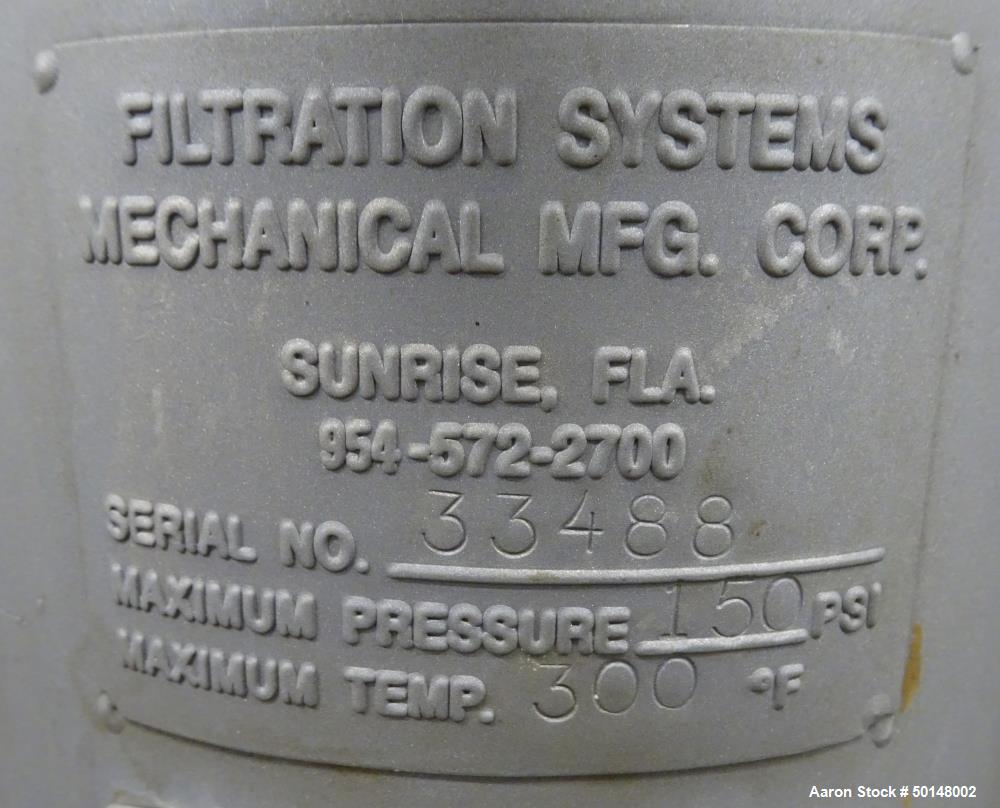 FILTRATION SYSTEMS
MECHANICAL MFG. CORP.
SUNRISE, FLA.
954-572-2700
SERIAL NO. 33488
MAXIMUM PRESSURE 150 PSI
MAXIMUM TEMP. 300 °F
Aaron Stock # 50148002